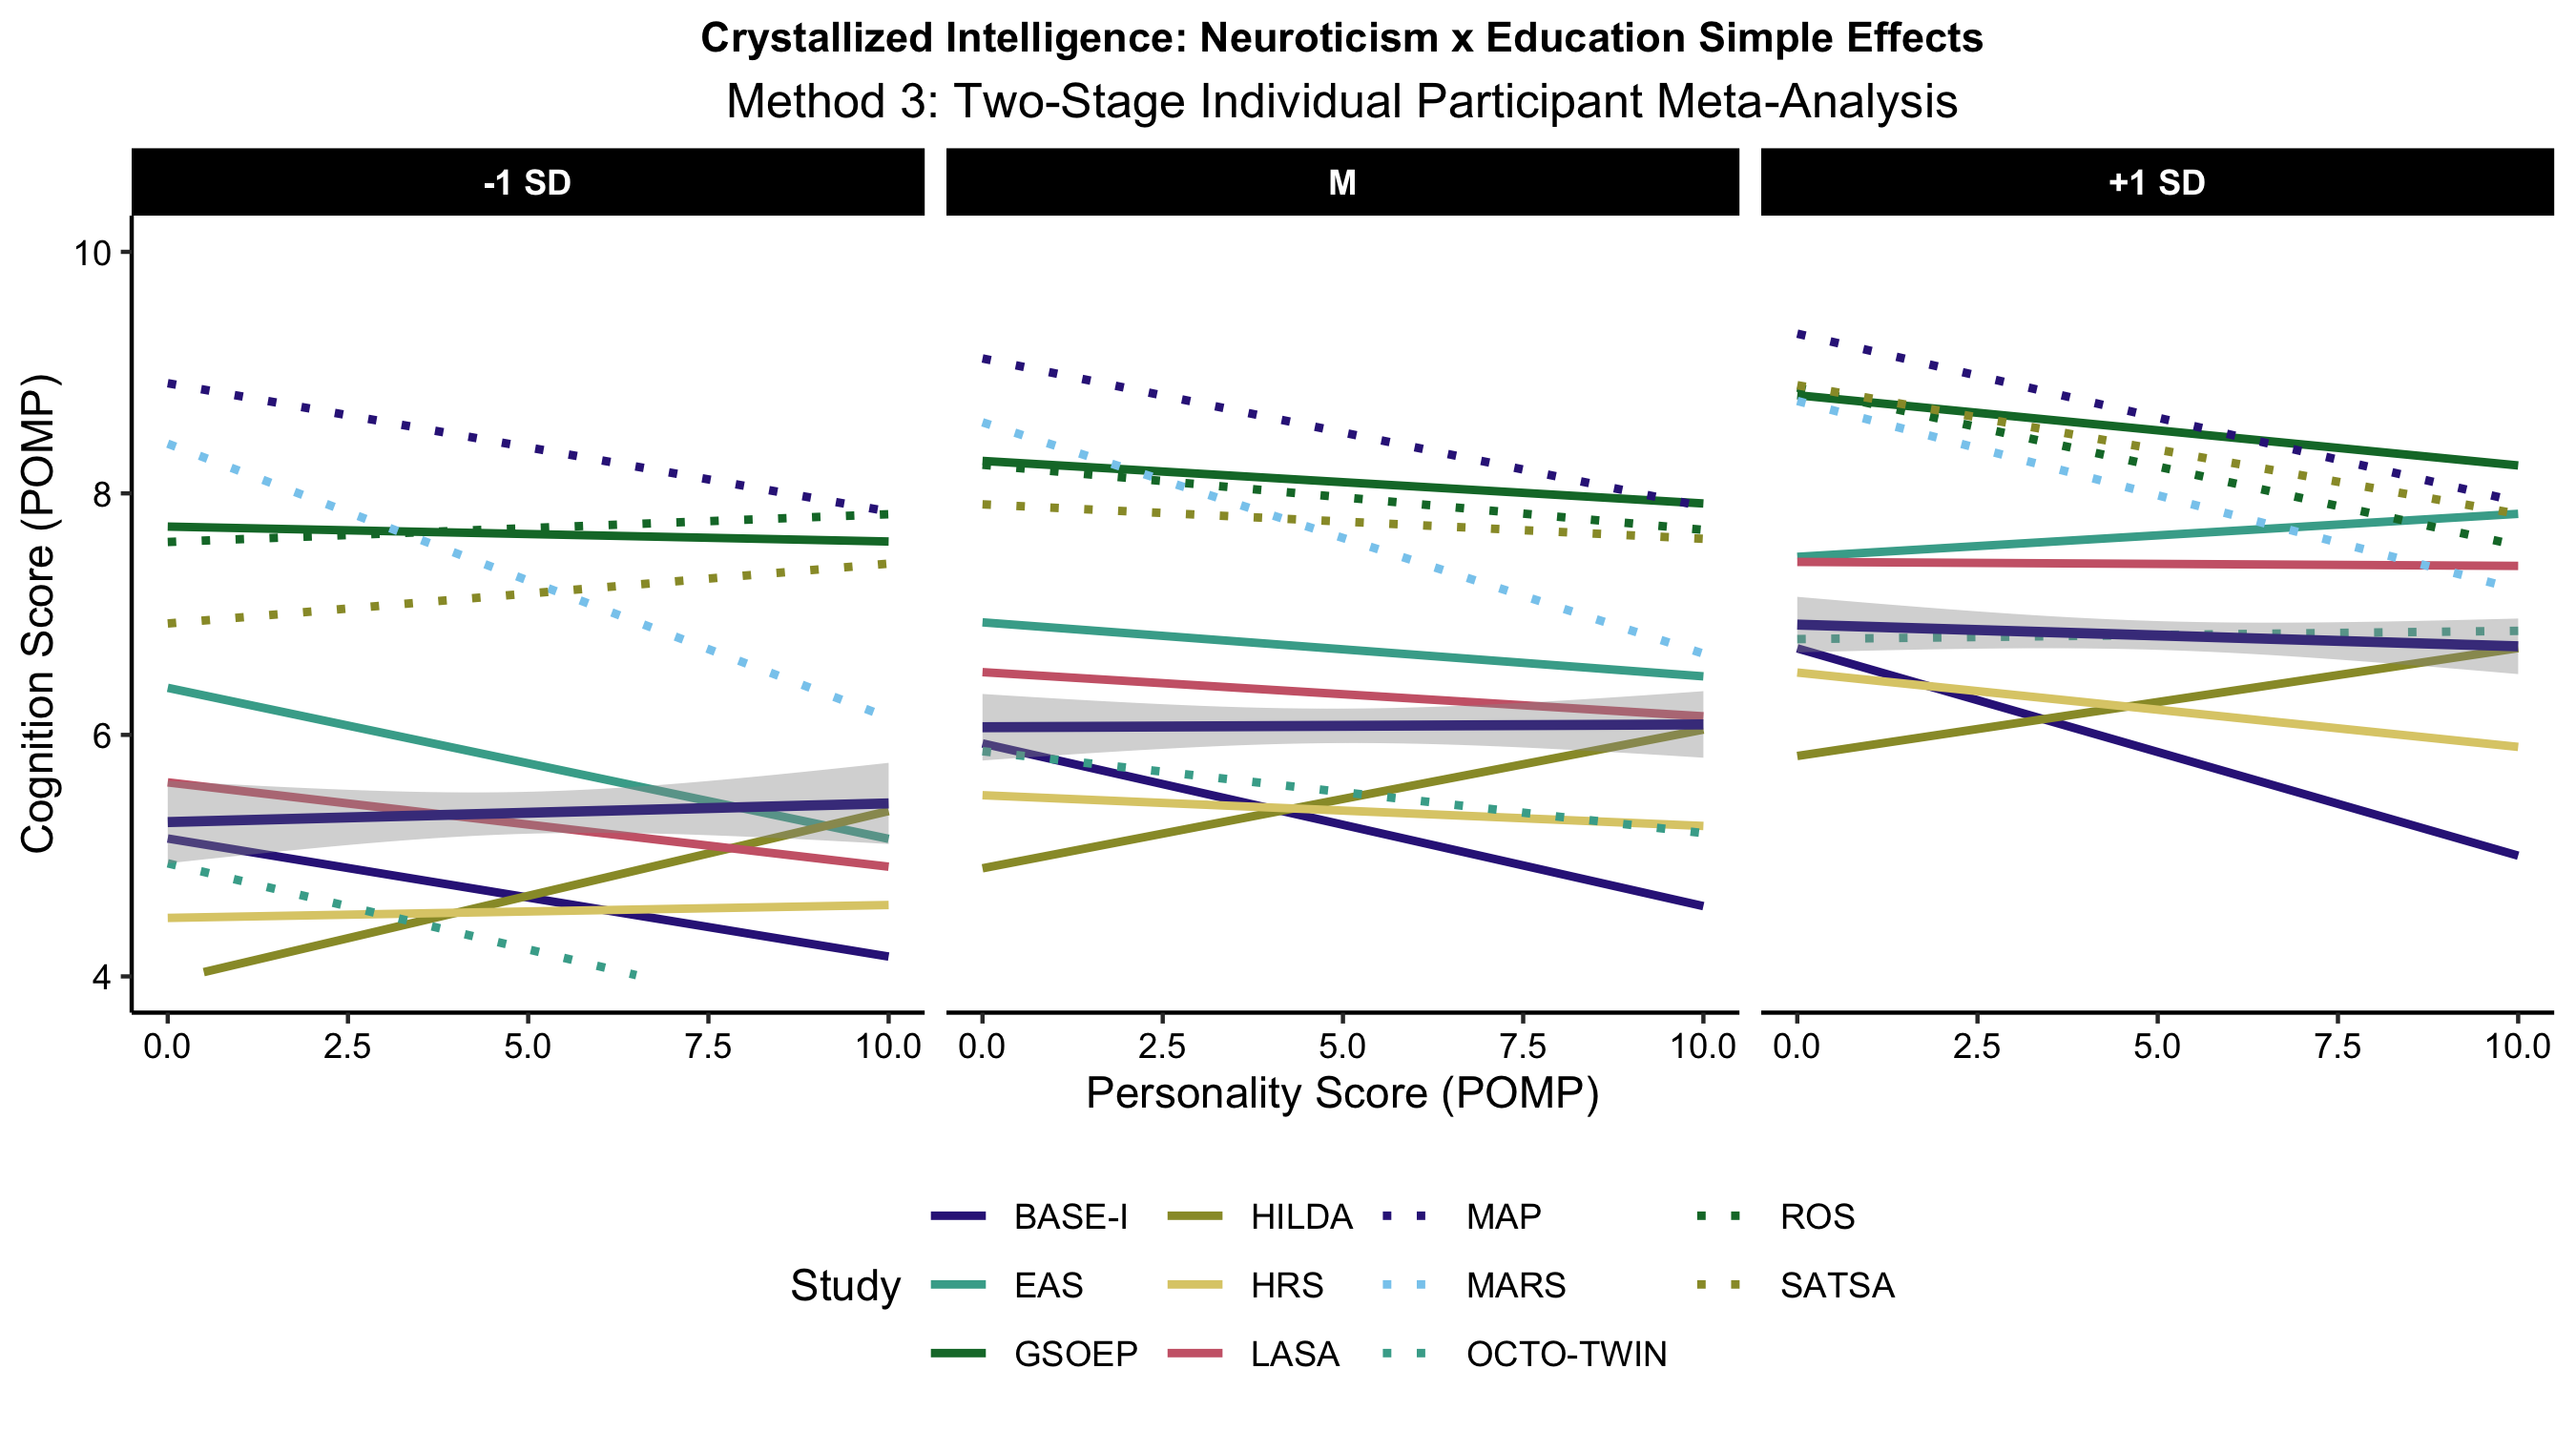 Crystallized Intelligence: Neuroticism x Education Simple Effects
Method 3: Two-Stage Individual Participant Meta-Analysis
-1 SD M +1 SD
Cognition Score (POMP)
10
8
6
4
0.0 2.5 5.0 7.5 10.0 0.0 2.5 5.0 7.5 10.0 0.0 2.5 5.0 7.5 10.0
Personality Score (POMP)
Study
BASE-I HILDA MAP ROS
EAS HRS MARS SATSA
GSOEP LASA OCTO-TWIN